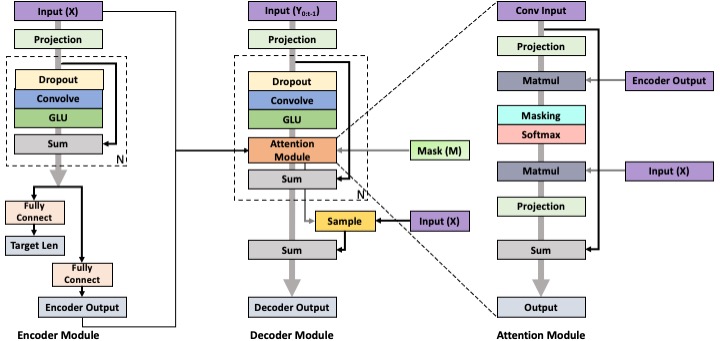 Input (X)
Projection
Dropout
Convolve
GLU
Sum
N
Fully
Connect
Target Len
Fully
Connect
Encoder Output
Encoder Module
Input (Y0:t-1)
Projection
Dropout
Convolve
GLU
Attention
Module
Mask (M)
Sum
N
Sample
Input (X)
Sum
Decoder Output
Decoder Module
Conv Input
Projection
Matmul
Encoder Output
Masking
Softmax
Matmul
Input (X)
Projection
Sum
Output
Attention Module